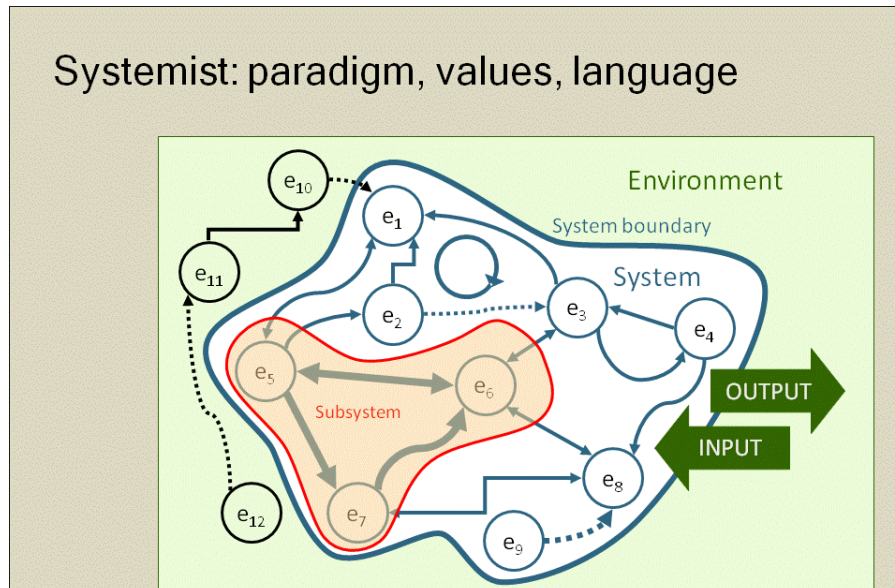 Systemist: paradigm, values, language
Environment
e10
e1
System boundary
e11
System
e2
e3
e4
e5
e6
OUTPUT
Subsystem
INPUT
e8
e12
e7
e9